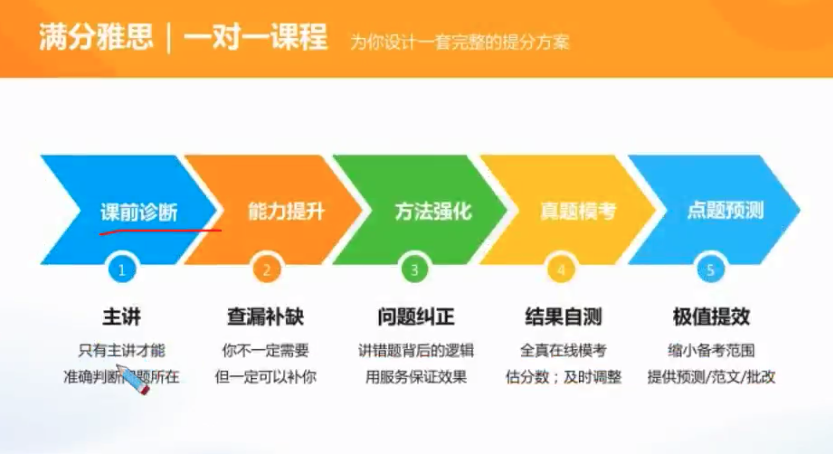 满分雅思｜一对一课程 为你设计一套完整的提分方案
课前诊断
能力提升
方法强化
真题模考
点题预测
1
2
3
4
5
主讲
只有主讲才能
准确判断问题所在
查漏补缺
你不一定需要
但一定可以补你
问题纠正
讲错题背后的逻辑
用服务保证效果
结果自测
全真在线模考
估分数；及时调整
极值提效
缩小备考范围
提供预测/范文/批改